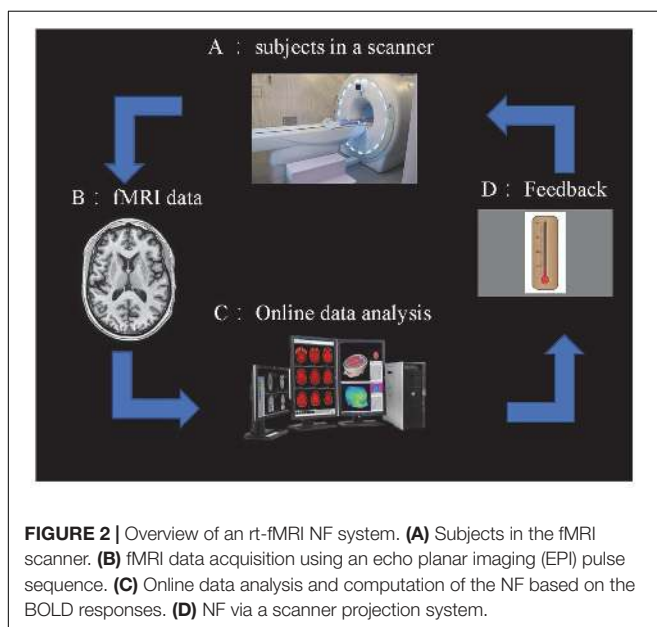 A : subjects in a scanner
B : fMRI data
D : Feedback
C : Online data analysis
FIGURE 2 | Overview of an rt-fMRI NF system. (A) Subjects in the fMRI
scanner. (B) fMRI data acquisition using an echo planar imaging (EPI) pulse
sequence. (C) Online data analysis and computation of the NF based on the
BOLD responses. (D) NF via a scanner projection system.